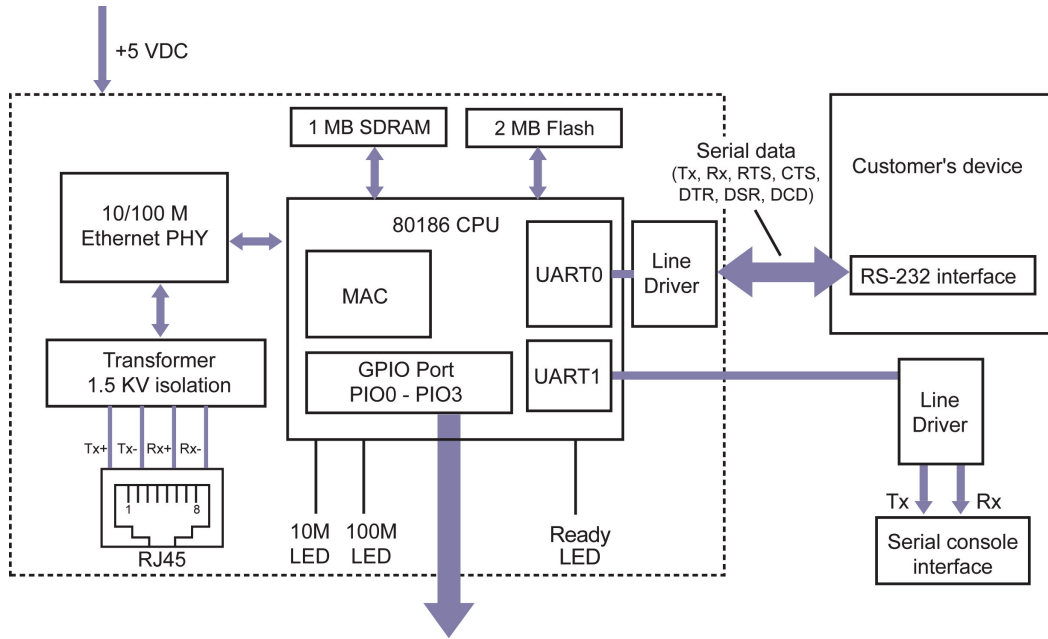 +5 VDC
1 MB SDRAM
2 MB Flash
Serial data
(Tx, Rx, RTS, CTS,
DTR, DSR, DCD)
Customer's device
RS-232 interface
10/100 M
Ethernet PHY
80186 CPU
MAC
UART0
Line
Driver
Transformer
1.5 KV isolation
GPIO Port
PIO0 - PIO3
UART1
Line
Driver
Tx+ Tx- Rx+ Rx-
1 8
RJ45
10M
LED
100M
LED
Ready
LED
Tx Rx
Serial console
interface